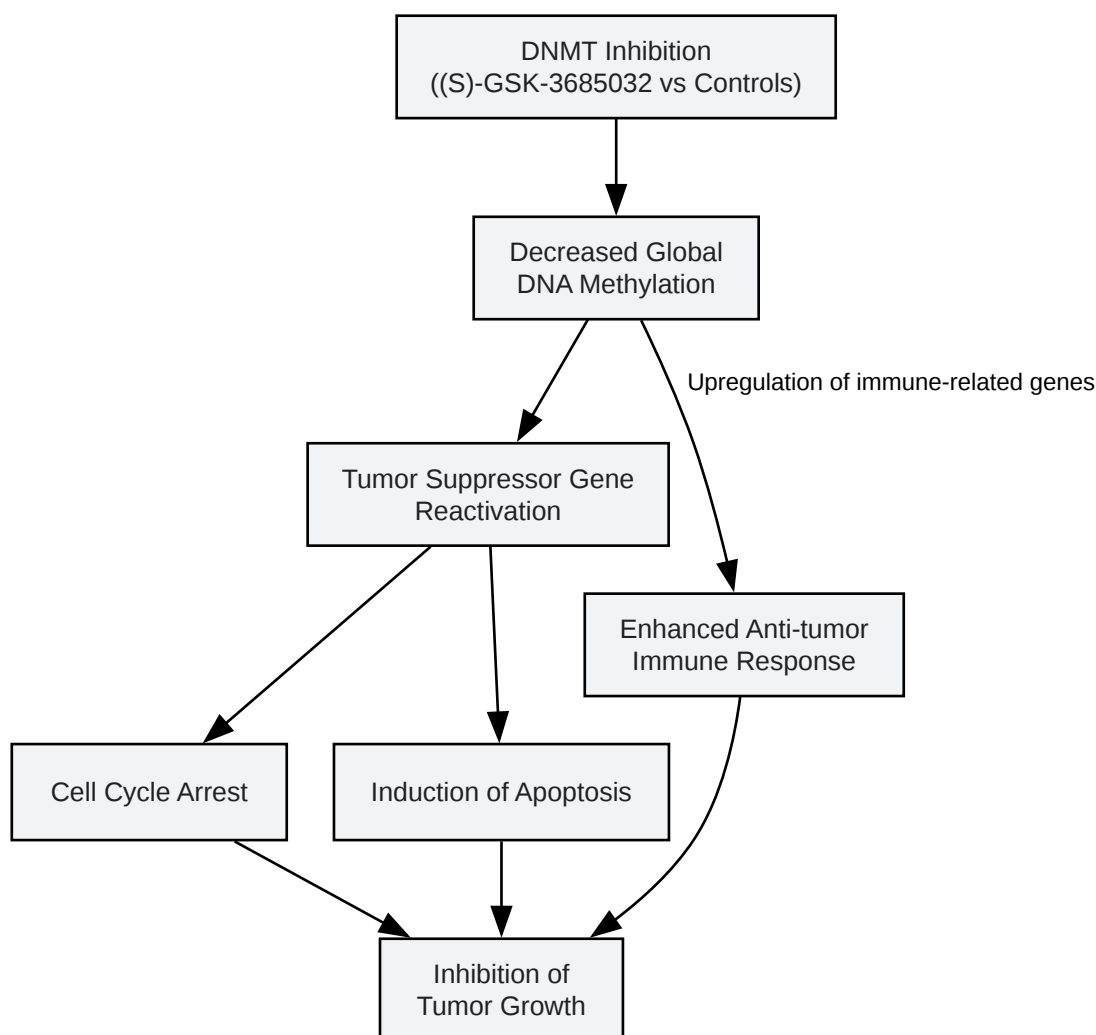 DNMT Inhibition
((S)-GSK-3685032 vs Controls)
Decreased Global
DNA Methylation
Upregulation of immune-related genes
Tumor Suppressor Gene
Reactivation
Enhanced Anti-tumor
Immune Response
Cell Cycle Arrest
Induction of Apoptosis
Inhibition of
Tumor Growth